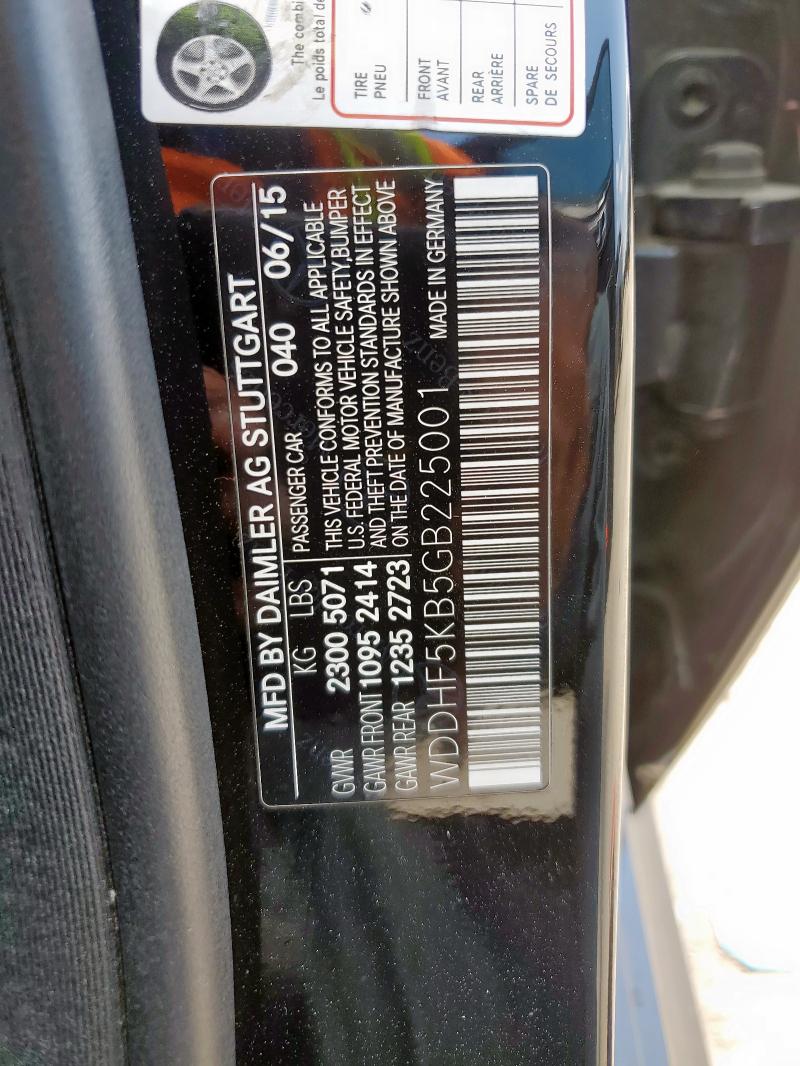 The combi
Le poids total de
TIRE
PNEU
FRONT
AVANT
REAR
ARRIÈRE
SPARE
DE SECOURS
MFD BY DAIMLER AG STUTTGART
KG LBS PASSENGER CAR 040 06/15
GVWR 2300 5071 THIS VEHICLE CONFORMS TO ALL APPLICABLE
GAWR FRONT 1095 2414 U.S. FEDERAL MOTOR VEHICLE SAFETY,BUMPER
GAWR REAR 1235 2723 AND THEFT PREVENTION STANDARDS IN EFFECT
ON THE DATE OF MANUFACTURE SHOWN ABOVE
WDDHF5KB5GB225001 MADE IN GERMANY